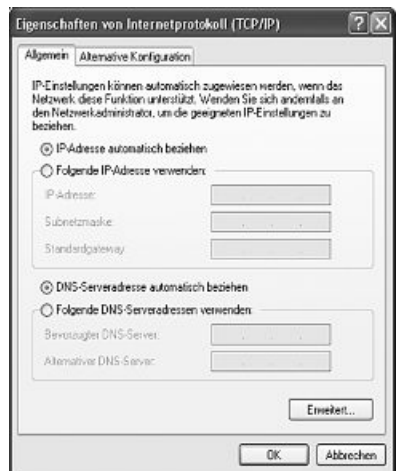 Eigenschaften von Internetprotokoll (TCP/IP)
Allgemein
Alternative Konfiguration
IP-Einstellungen können automatisch zugewiesen werden, wenn das
Netzwerk diese Funktion unterstützt. Wenden Sie sich andernfalls an
den Netzwerkadministrator, um die geeigneten IP-Einstellungen zu
beziehen.
IP-Adresse automatisch beziehen
Folgende IP-Adresse verwenden:
IP-Adresse:
Subnetzmaske:
Standardgateway:
DNS-Serveradresse automatisch beziehen
Folgende DNS-Serveradressen verwenden:
Bevorzugter DNS-Server:
Alternativer DNS-Server:
Erweitert...
OK
Abbrechen